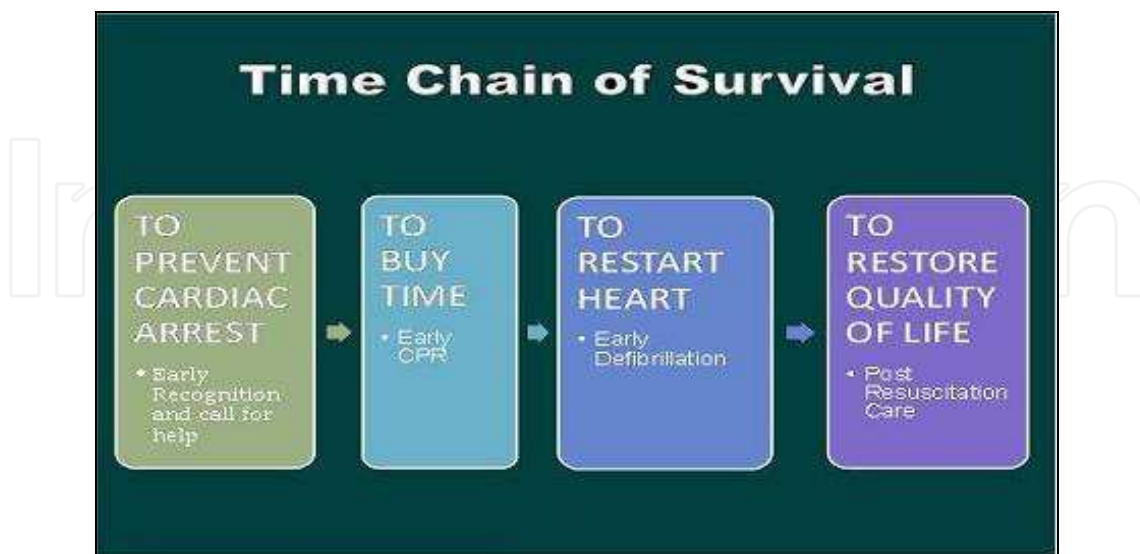 Time Chain of Survival
TO
PREVENT
CARDIAC
ARREST
• Early
Recognition
and call for
help
TO
BUY
TIME
• Early
CPR
TO
RESTART
HEART
• Early
Defibrillation
TO
RESTORE
QUALITY
OF LIFE
• Post
Resuscitation
Care